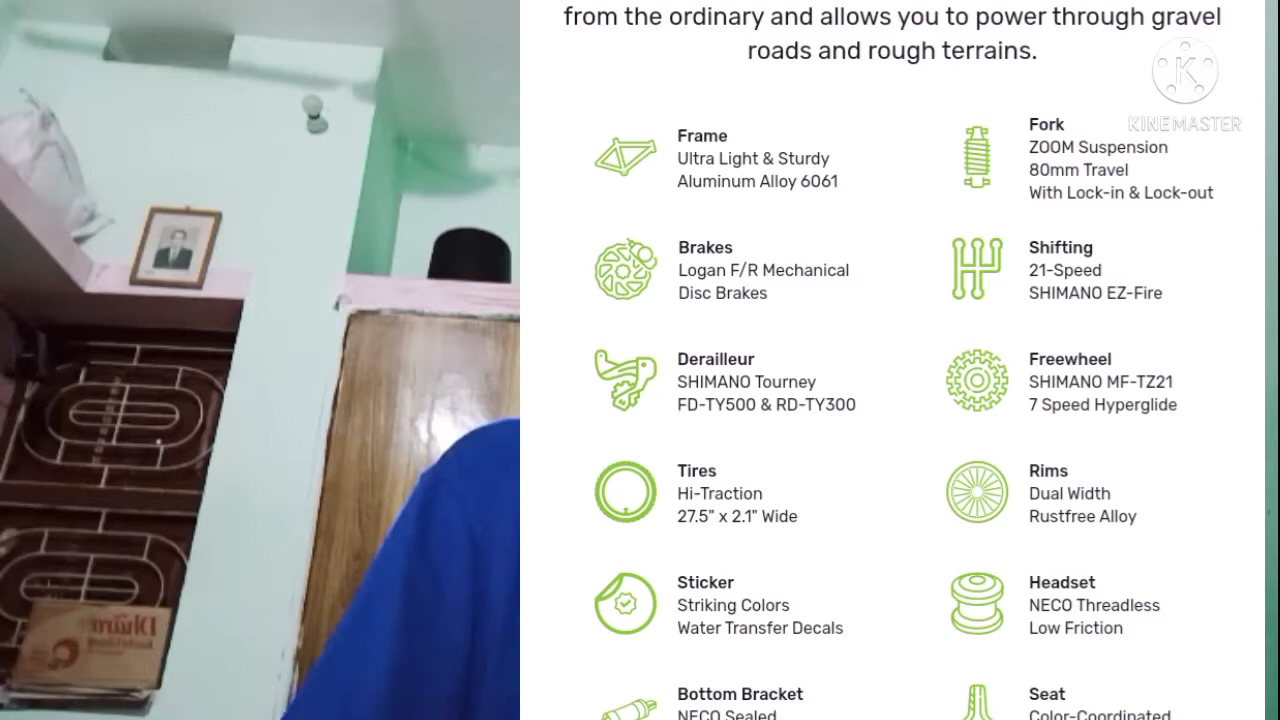 from the ordinary and allows you to power through gravel
roads and rough terrains.
KINEMASTER
Frame
Ultra Light & Sturdy
Aluminum Alloy 6061
Fork
ZOOM Suspension
80mm Travel
With Lock-in & Lock-out
Brakes
Logan F/R Mechanical
Disc Brakes
Shifting
21-Speed
SHIMANO EZ-Fire
Derailleur
SHIMANO Tourney
FD-TY500 & RD-TY300
Freewheel
SHIMANO MF-TZ21
7 Speed Hyperglide
Tires
Hi-Traction
27.5" x 2.1" Wide
Rims
Dual Width
Rustfree Alloy
Sticker
Striking Colors
Water Transfer Decals
Headset
NECO Threadless
Low Friction
Bottom Bracket
NECO Sealed
Seat
Color-Coordinated